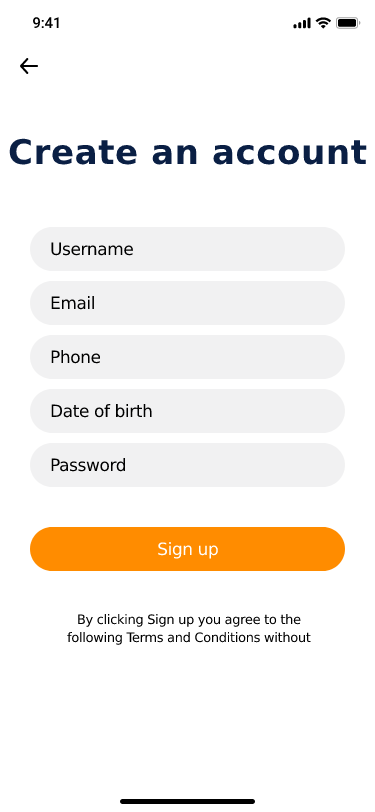 9:41
Create an account
Username
Email
Phone
Date of birth
Password
Sign up
By clicking Sign up you agree to the
following Terms and Conditions without